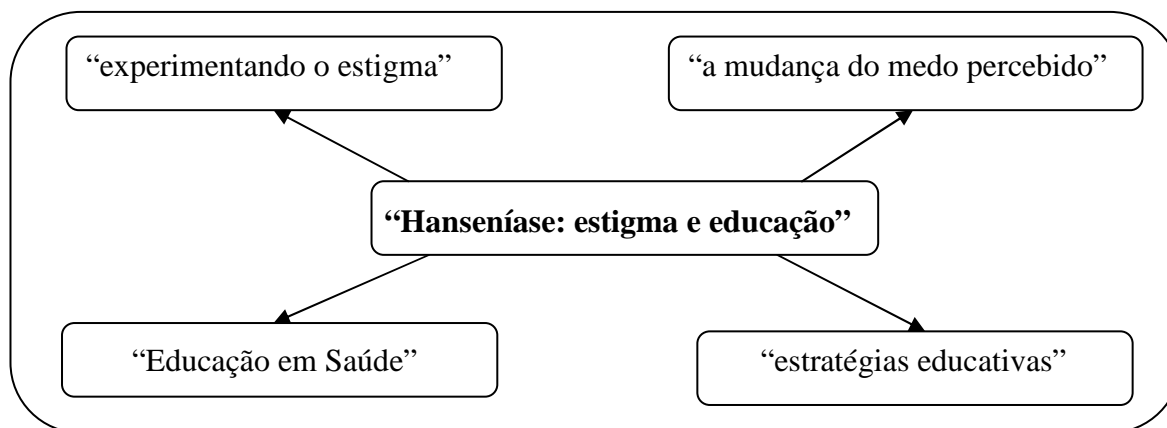 “experimentando o estigma”
“a mudança do medo percebido”
“Hanseníase: estigma e educação”
“Educação em Saúde”
“estratégias educativas”